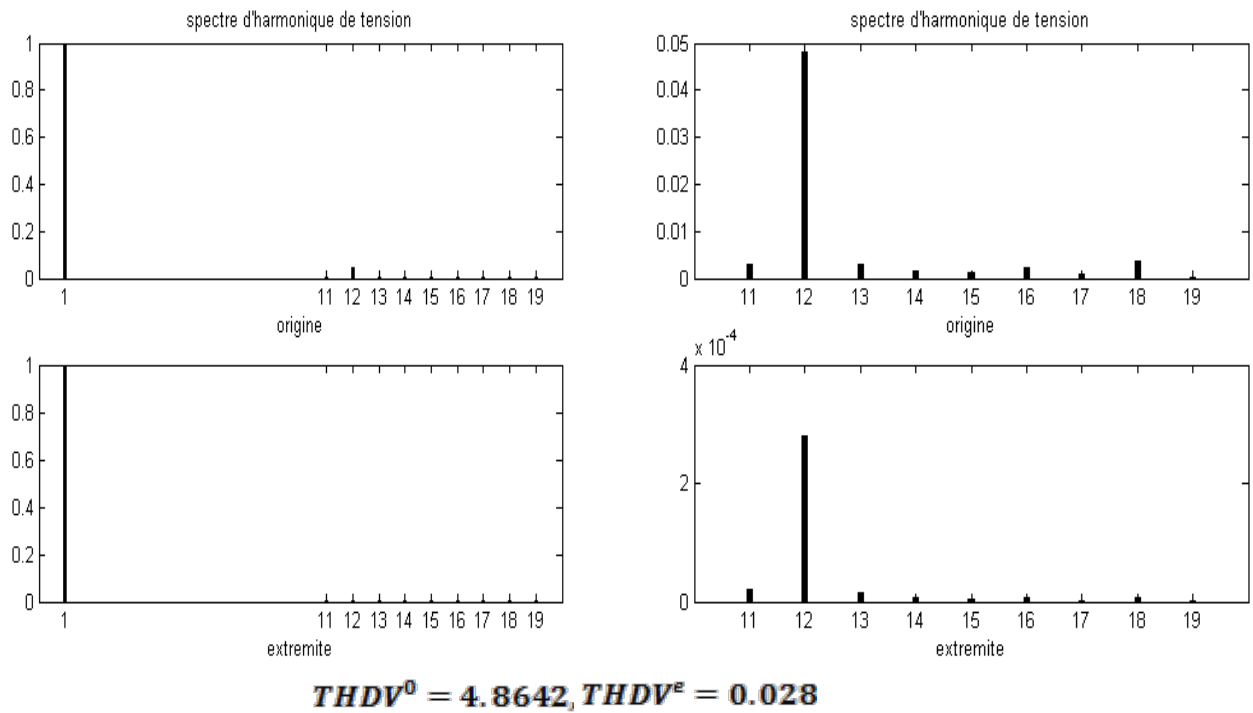 spectre d'harmonique de tension
1
0.8
0.6
0.4
0.2
0
1 11 12 13 14 15 16 17 18 19
origine
spectre d'harmonique de tension
0.05
0.04
0.03
0.02
0.01
0
11 12 13 14 15 16 17 18 19
origine
1
0.8
0.6
0.4
0.2
0
1 11 12 13 14 15 16 17 18 19
extremite
x 10⁻⁴
4
2
0
11 12 13 14 15 16 17 18 19
extremite
THDV⁰ = 4.8642, THDVᵉ = 0.028